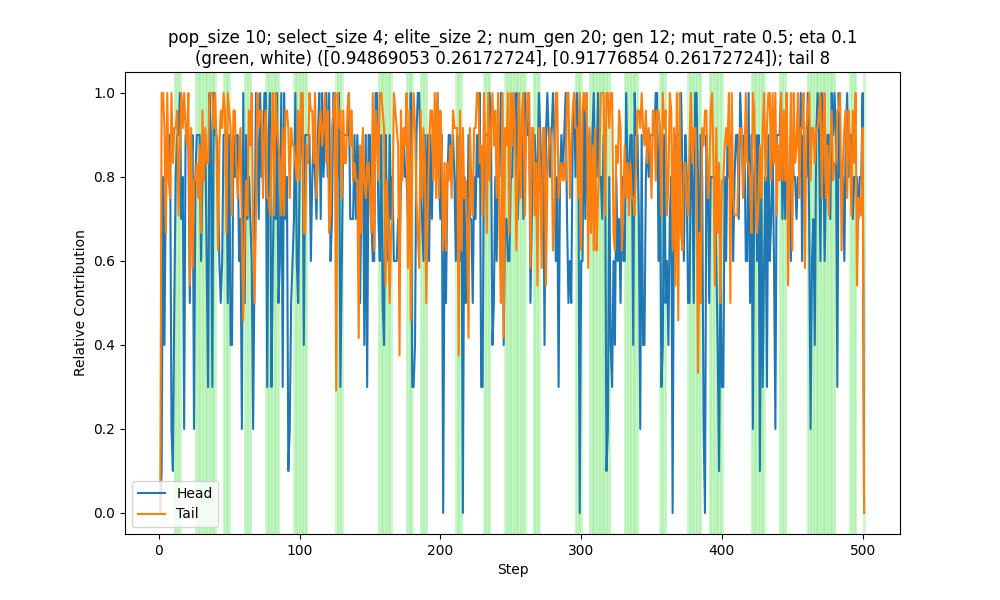 pop_size 10; select_size 4; elite_size 2; num_gen 20; gen 12; mut_rate 0.5; eta 0.1
(green, white) ([0.94869053 0.26172724], [0.91776854 0.26172724]); tail 8
1.0
0.8
0.6
0.4
0.2
0.0
Relative Contribution
Head
Tail
0
100
200
300
400
500
Step